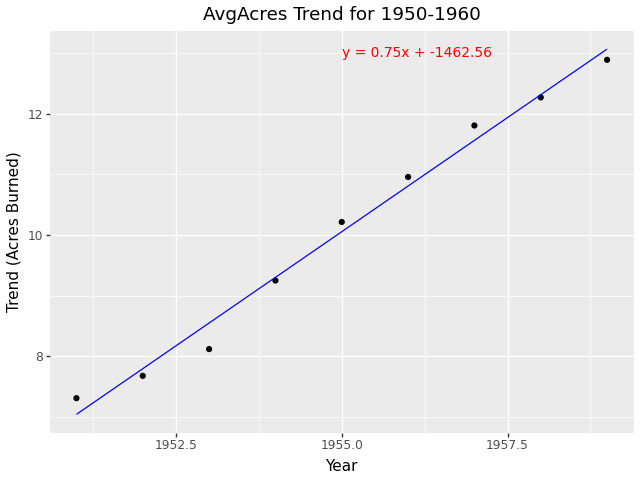 AvgAcres Trend for 1950-1960
y = 0.75x + -1462.56
12
10
8
Trend (Acres Burned)
1952.5 1955.0 1957.5
Year